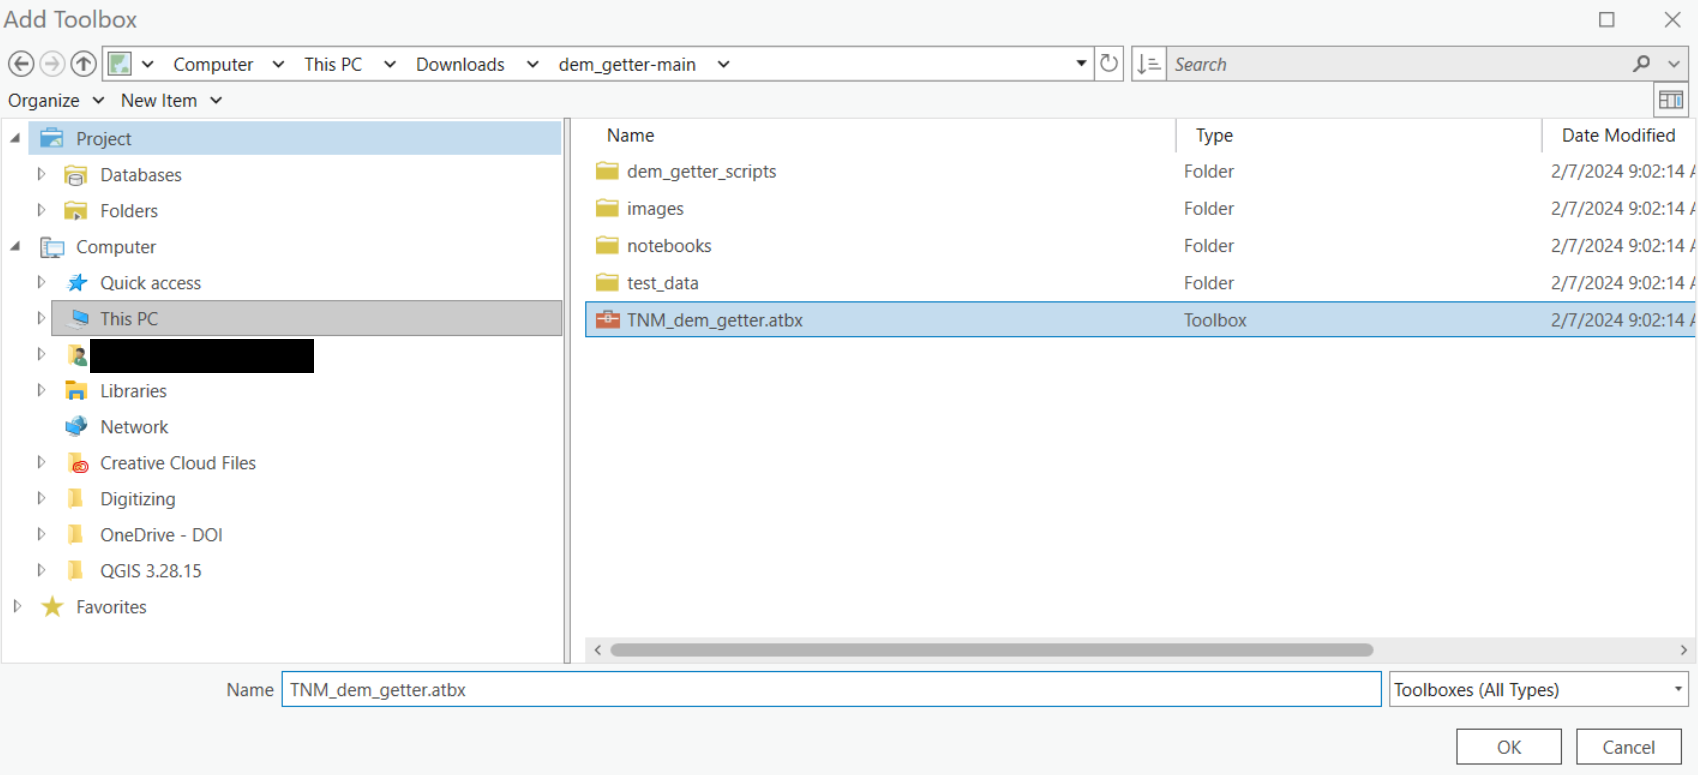 Add Toolbox
Computer This PC Downloads dem_getter-main Search
Organize New Item
Project
Databases
Folders
Computer
Quick access
This PC
Libraries
Network
Creative Cloud Files
Digitizing
OneDrive - DOI
QGIS 3.28.15
Favorites
Name Type Date Modified
dem_getter_scripts Folder 2/7/2024 9:02:14 A
images Folder 2/7/2024 9:02:14 A
notebooks Folder 2/7/2024 9:02:14 A
test_data Folder 2/7/2024 9:02:14 A
TNM_dem_getter.atbx Toolbox 2/7/2024 9:02:14 A
Name TNM_dem_getter.atbx Toolboxes (All Types)
OK Cancel